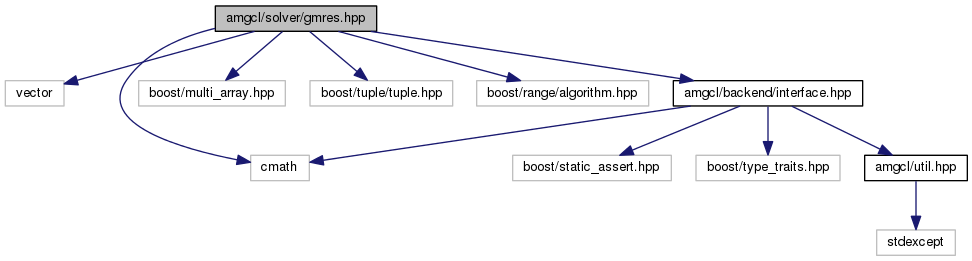 amgcl/solver/gmres.hpp
vector
boost/multi_array.hpp
boost/tuple/tuple.hpp
boost/range/algorithm.hpp
amgcl/backend/interface.hpp
cmath
boost/static_assert.hpp
boost/type_traits.hpp
amgcl/util.hpp
stdexcept